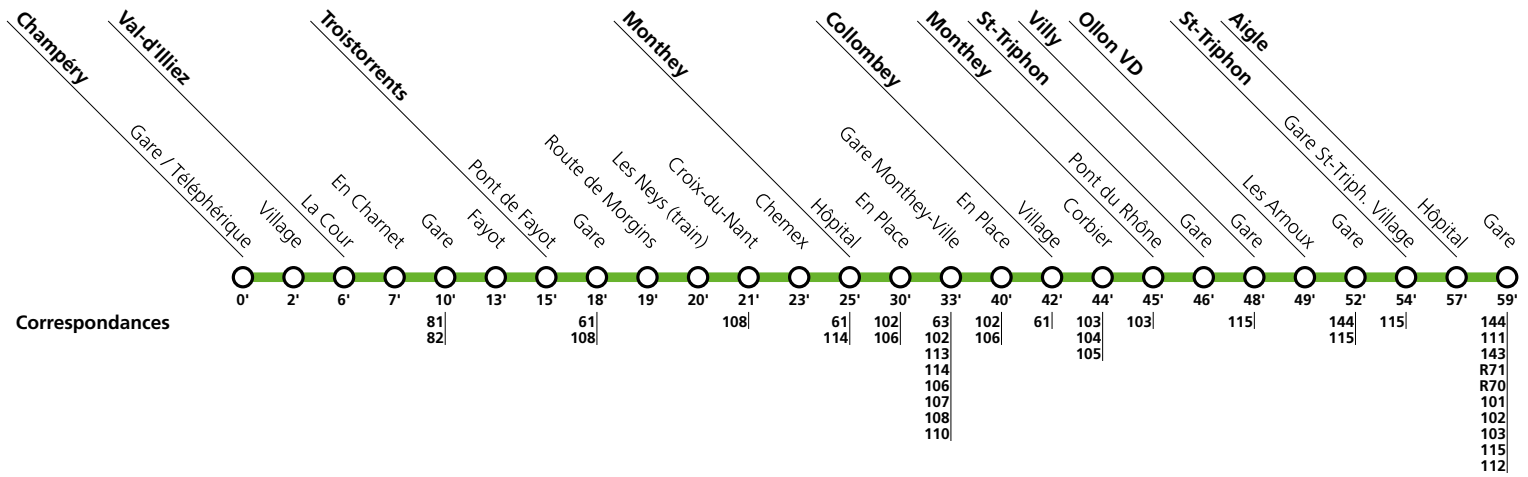 Champéry
Val-d'Illiez
Troistorrents
Monthey
Collombey
Monthey
St-Triphon
Villy
Ollon VD
St-Triphon
Aigle
Gare / Téléphérique
Village
La Cour
En Charnet
Gare
Fayot
Pont de Fayot
Gare
Route de Morgins
Les Neys (train)
Croix-du-Nant
Chemex
Hôpital
En Place
Gare Monthey-Ville
En Place
Village
Corbier
Pont du Rhône
Gare
Gare
Les Arnoux
Gare
Gare St-Triph. Village
Hôpital
Gare
0' 2' 6' 7' 10' 13' 15' 18' 19' 20' 21' 23' 25' 30' 33' 40' 42' 44' 45' 46' 48' 49' 52' 54' 57' 59'
Correspondances
81
82
61
108
108
61
114
102
106
63
102
113
114
106
107
108
110
102
106
61
103
104
105
103
115
144
115
115
144
111
143
R71
R70
101
102
103
115
112